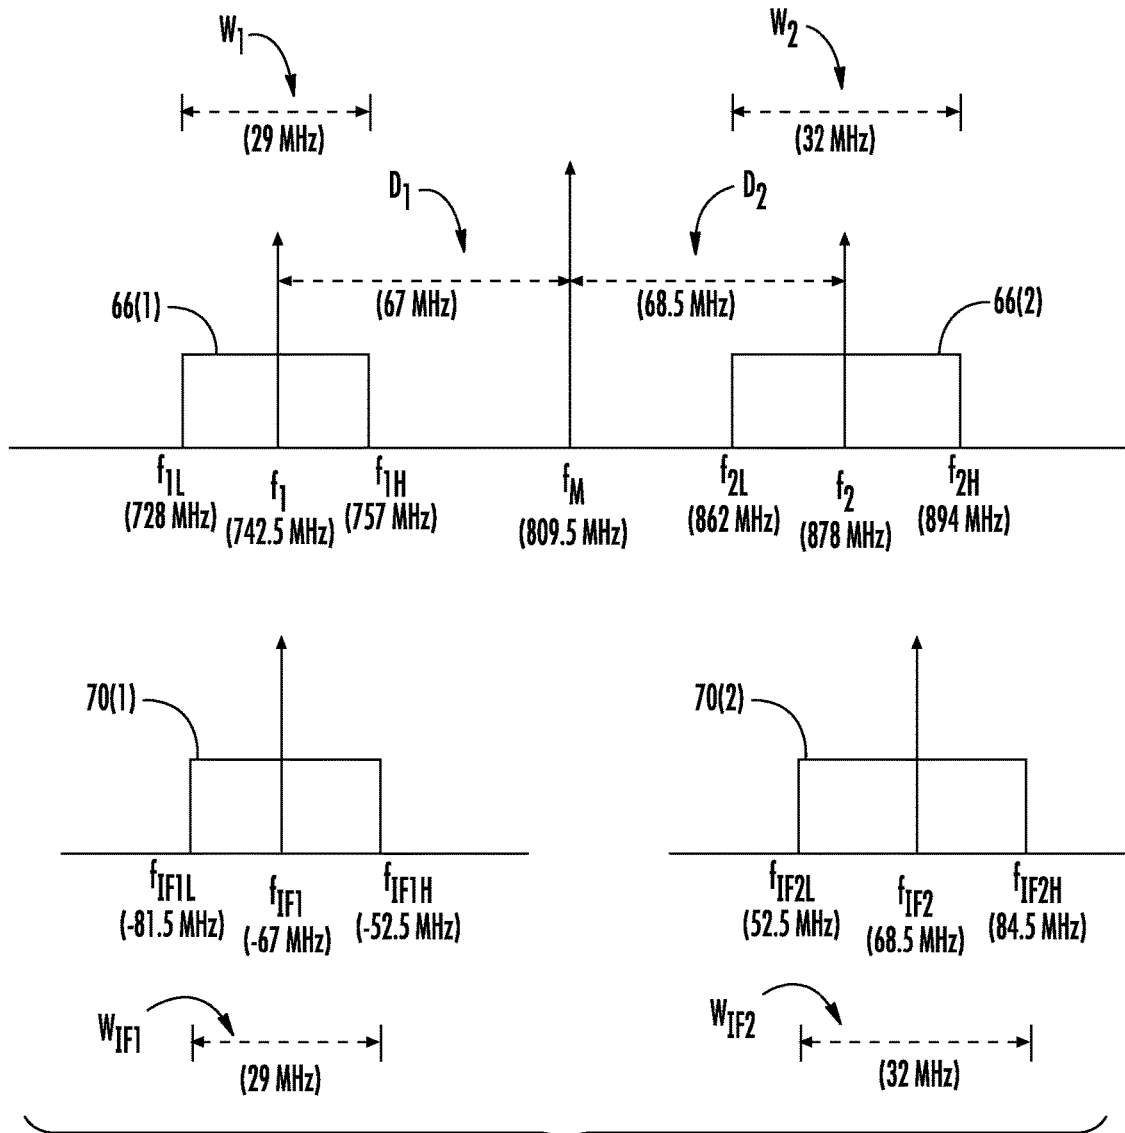 W1
W2
(29 MHz)
(32 MHz)
D1
D2
(67 MHz)
(68.5 MHz)
66(1)
66(2)
f1L
f1
f1H
fM
f2L
f2
f2H
(728 MHz)
(742.5 MHz)
(757 MHz)
(809.5 MHz)
(862 MHz)
(878 MHz)
(894 MHz)
70(1)
70(2)
fIF1L
fIF1
fIF1H
fIF2L
fIF2
fIF2H
(-81.5 MHz)
(-67 MHz)
(-52.5 MHz)
(52.5 MHz)
(68.5 MHz)
(84.5 MHz)
WIF1
WIF2
(29 MHz)
(32 MHz)